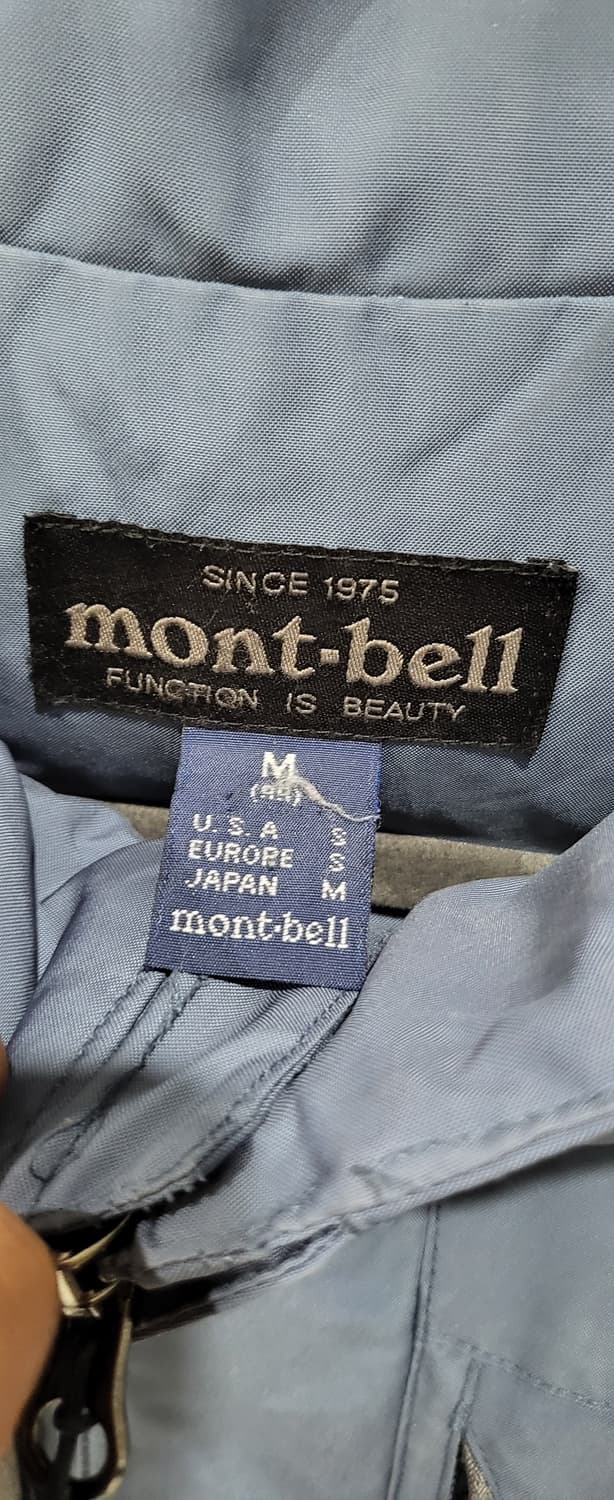 SINCE 1975
mont-bell
FUNCTION IS BEAUTY
M
U.S.A S
EUROPE S
JAPAN M
mont-bell